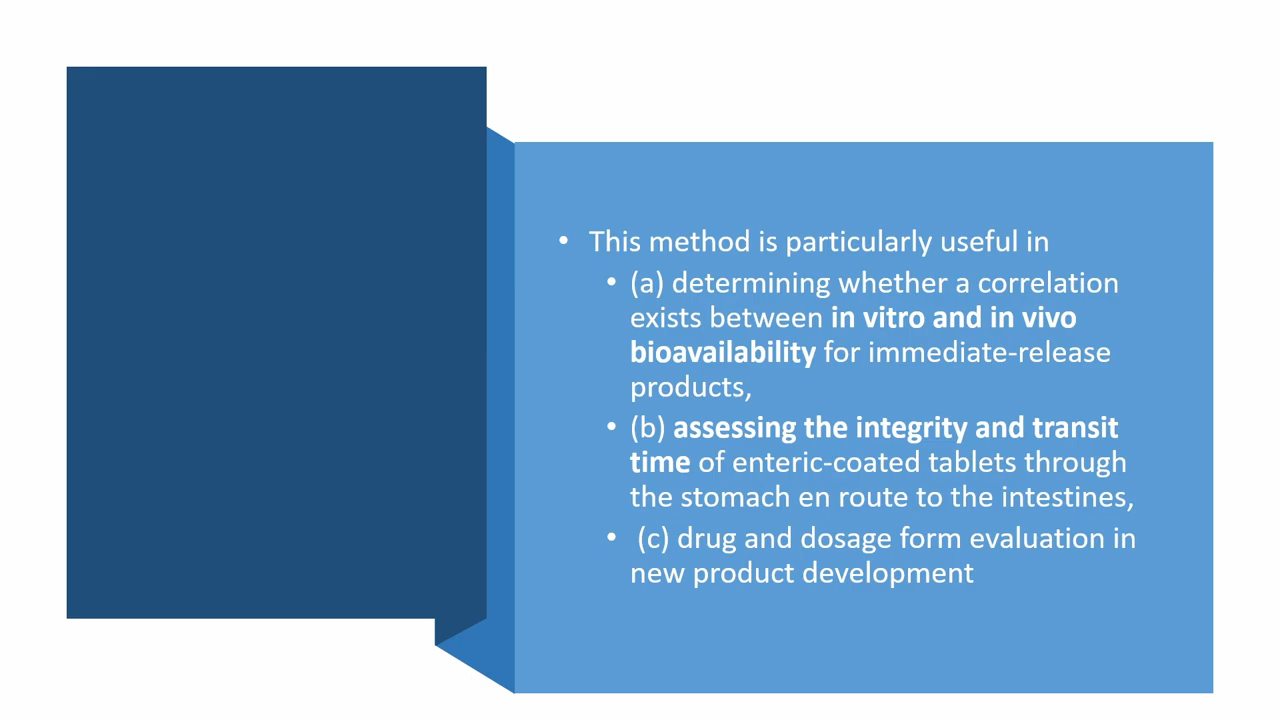 • This method is particularly useful in
• (a) determining whether a correlation
exists between in vitro and in vivo
bioavailability for immediate-release
products,
• (b) assessing the integrity and transit
time of enteric-coated tablets through
the stomach en route to the intestines,
• (c) drug and dosage form evaluation in
new product development